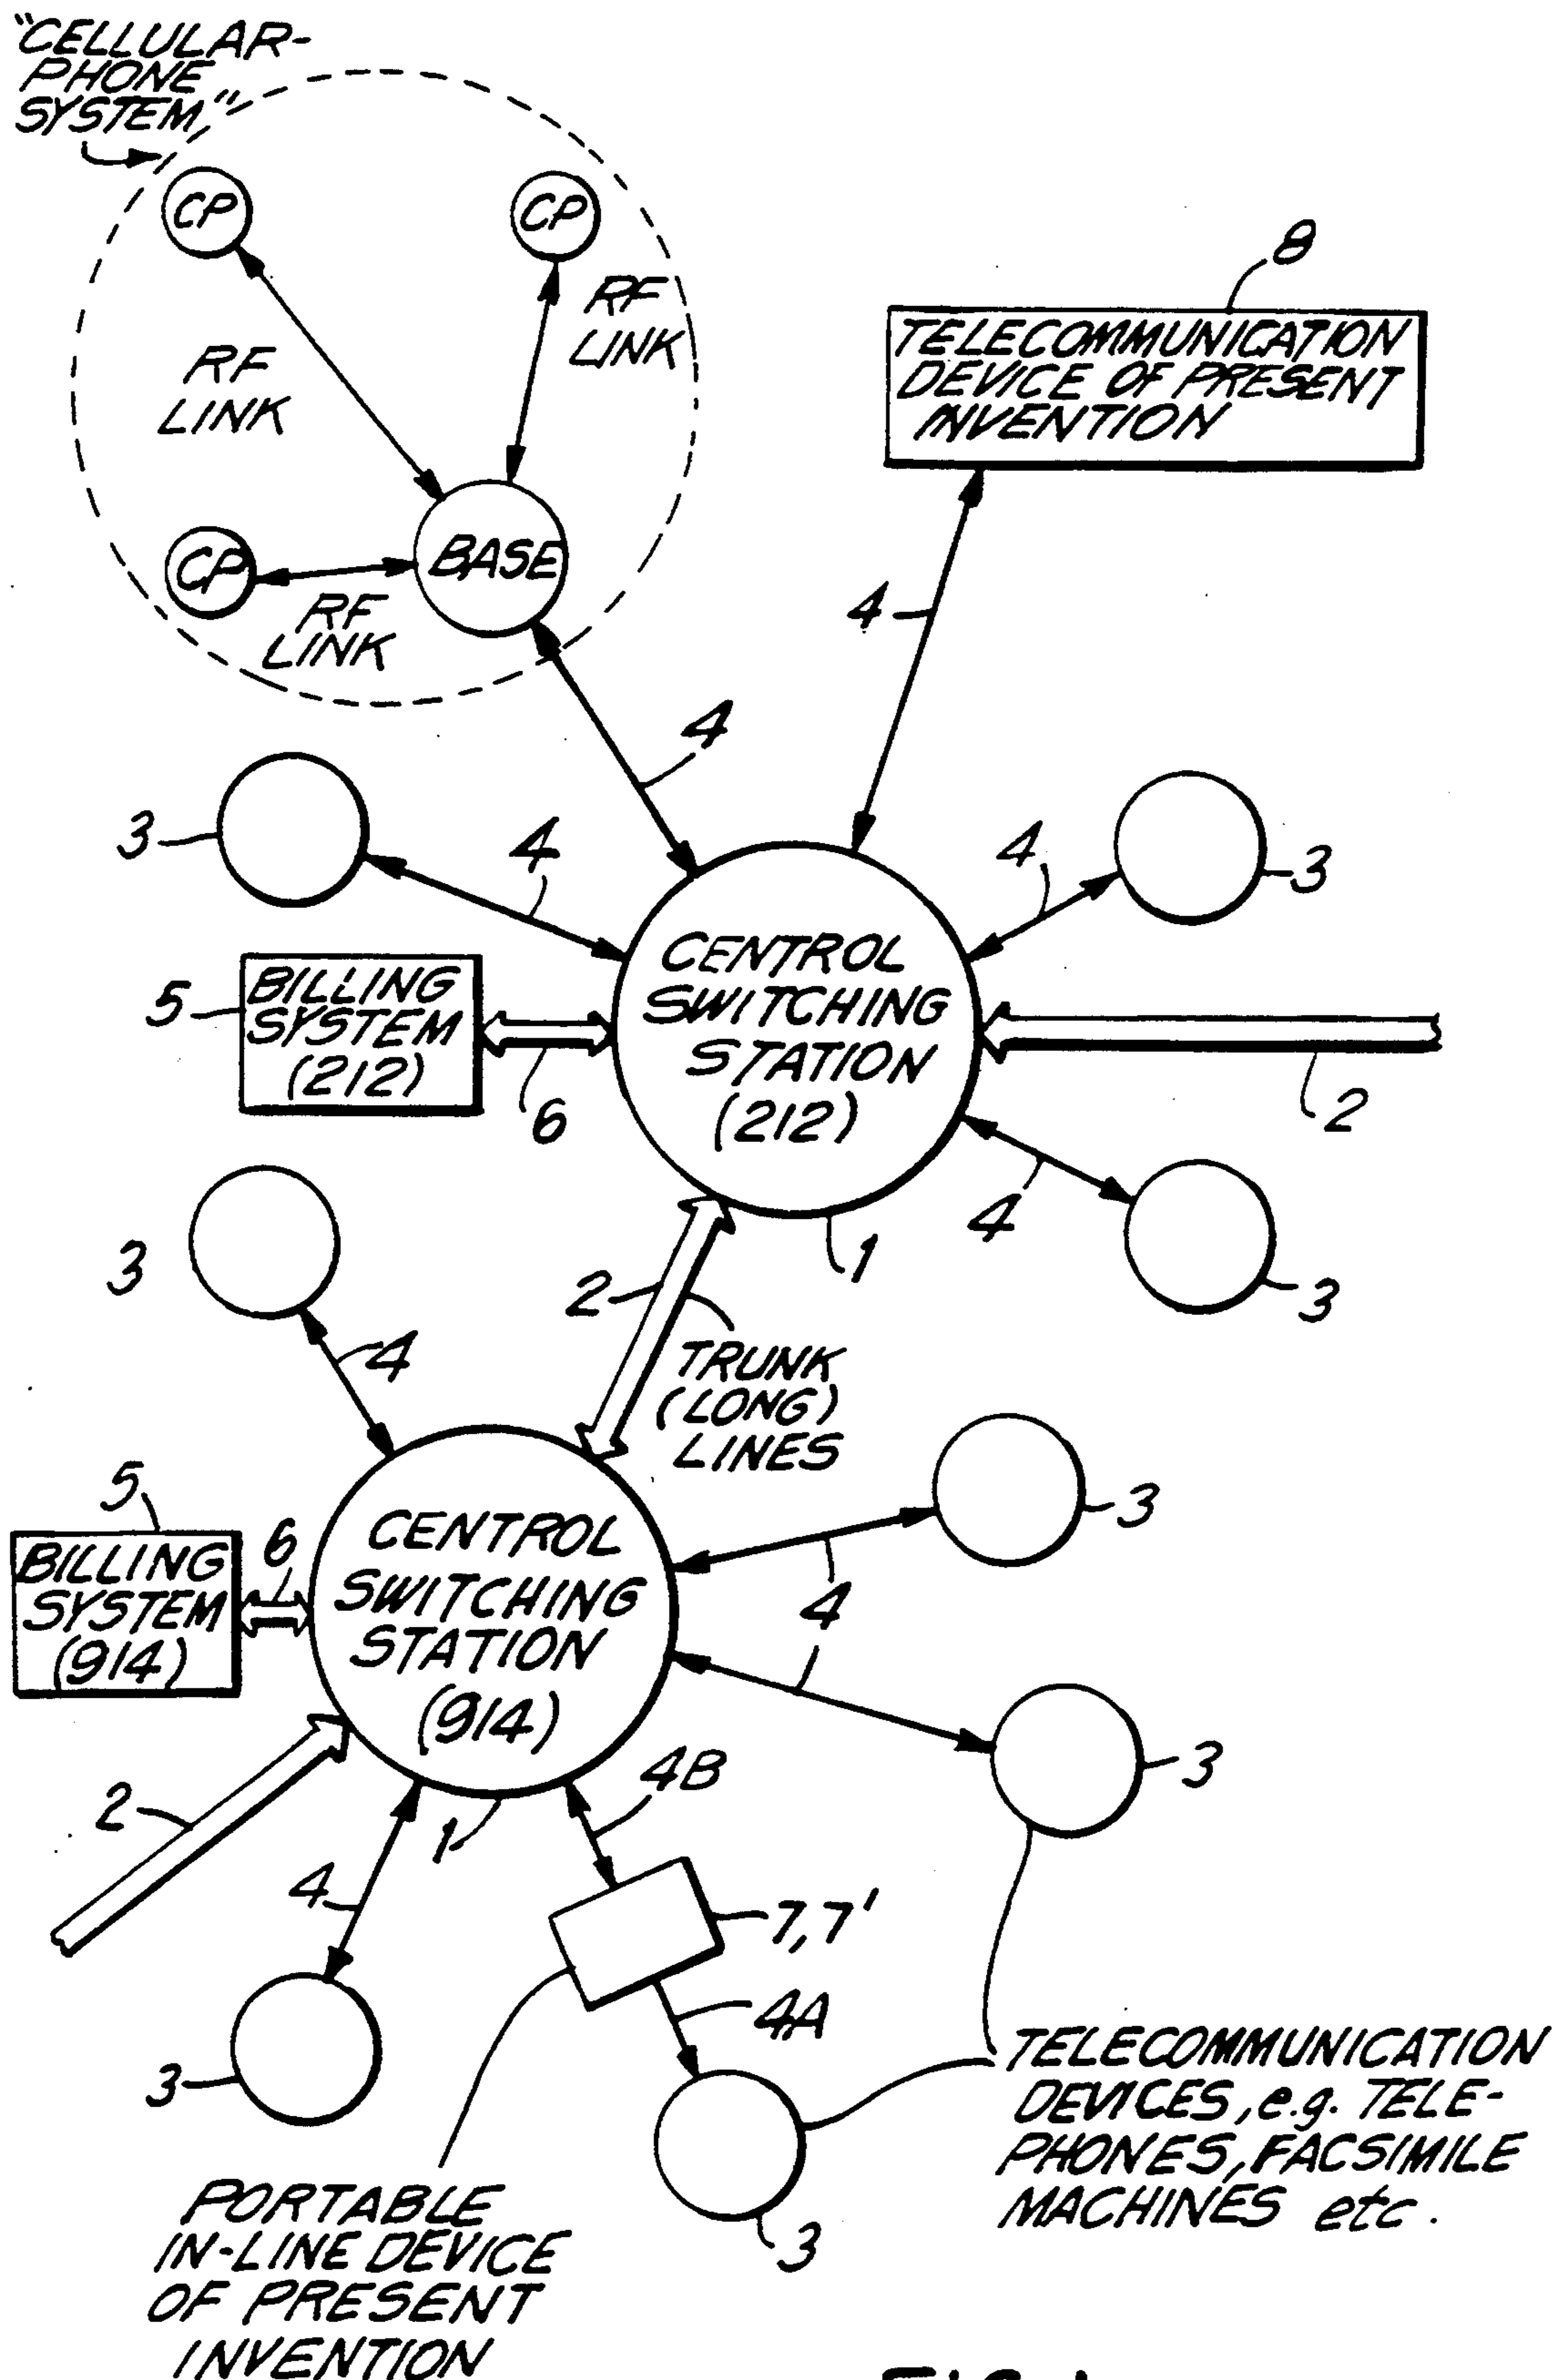 "CELLULAR-
PHONE
SYSTEM,"
CP
CP
RF
LINK
RF
LINK
8
TELECOMMUNICATION
DEVICE OF PRESENT
INVENTION
BASE
CP
RF
LINK
4
4
3
4
4
3
CENTROL
SWITCHING
STATION
(212)
5
BILLING
SYSTEM
(212)
6
2
4
3
1
3
4
2
TRUNK
(LONG)
LINES
3
5
BILLING
SYSTEM
(914)
6
CENTROL
SWITCHING
STATION
(914)
4
4
3
2
1
4B
4
7,7'
4A
3
3
TELECOMMUNICATION
DEVICES, e.g. TELE-
PHONES, FACSIMILE
MACHINES etc.
PORTABLE
IN-LINE DEVICE
OF PRESENT
INVENTION